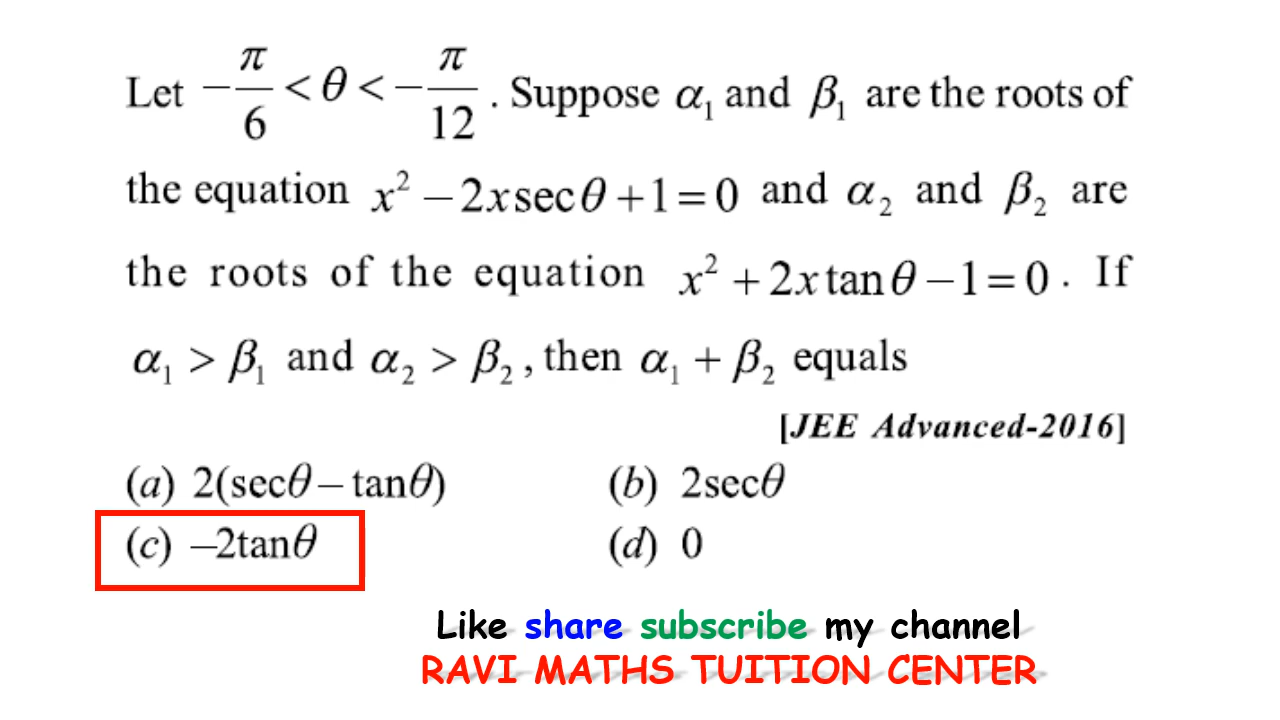 Let −π/6 < θ < −π/12 . Suppose α₁ and β₁ are the roots of
the equation x² − 2x secθ + 1 = 0 and α₂ and β₂ are
the roots of the equation x² + 2x tanθ − 1 = 0 . If
α₁ > β₁ and α₂ > β₂ , then α₁ + β₂ equals
[JEE Advanced-2016]
(a) 2(secθ − tanθ) (b) 2secθ
(c) −2tanθ (d) 0
Like share subscribe my channel
RAVI MATHS TUITION CENTER